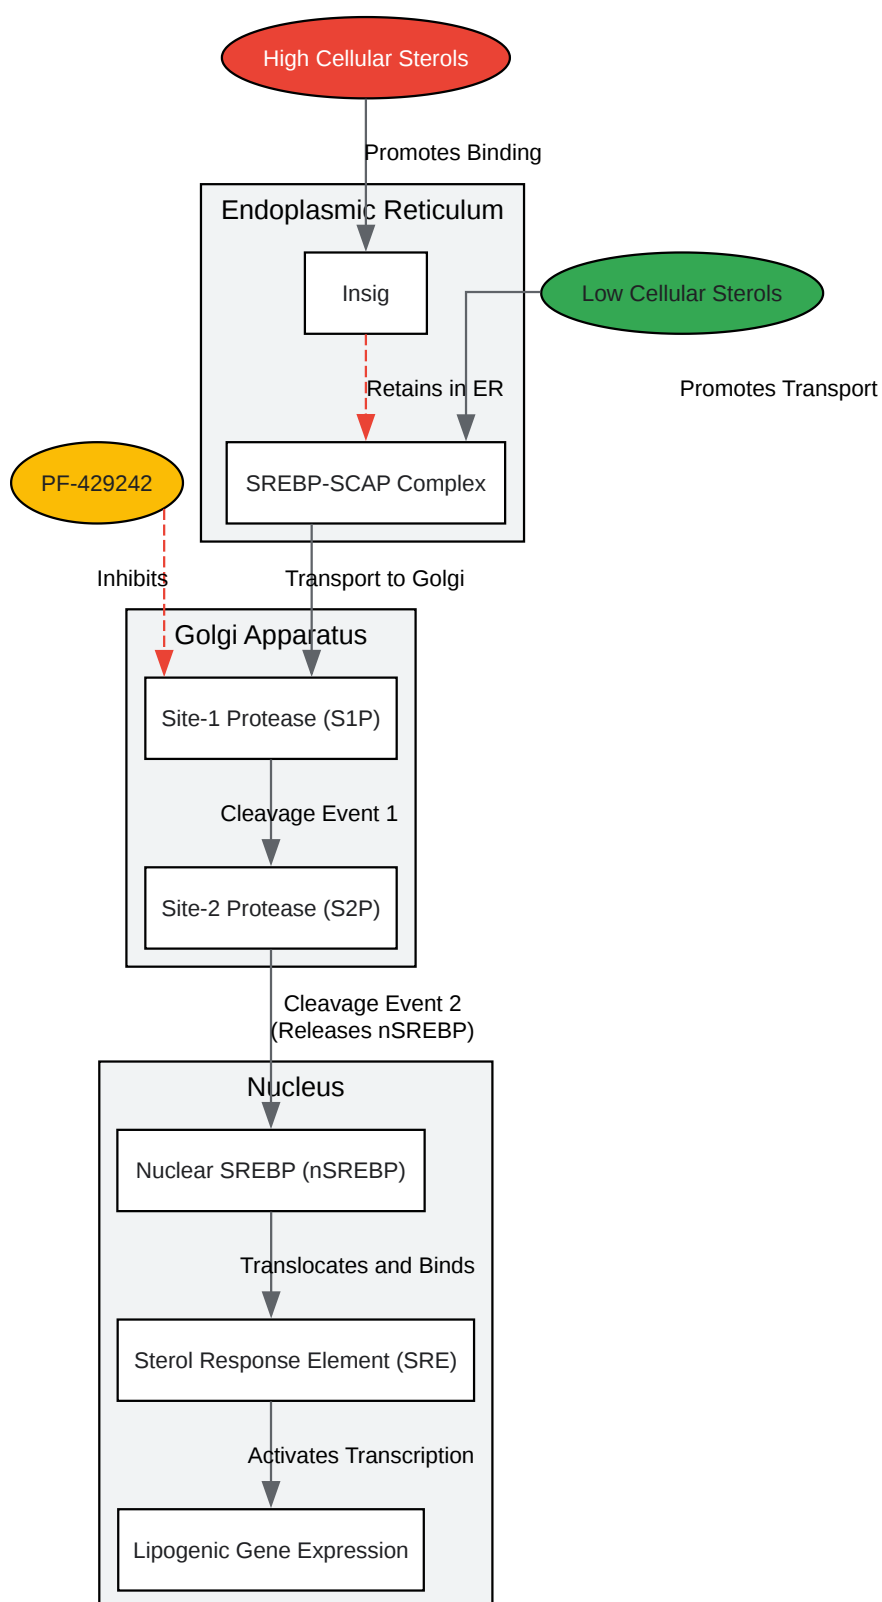 High Cellular Sterols
Promotes Binding
Endoplasmic Reticulum
Insig
Low Cellular Sterols
Retains in ER
Promotes Transport
SREBP-SCAP Complex
PF-429242
Inhibits
Transport to Golgi
Golgi Apparatus
Site-1 Protease (S1P)
Cleavage Event 1
Site-2 Protease (S2P)
Cleavage Event 2
(Releases nSREBP)
Nucleus
Nuclear SREBP (nSREBP)
Translocates and Binds
Sterol Response Element (SRE)
Activates Transcription
Lipogenic Gene Expression